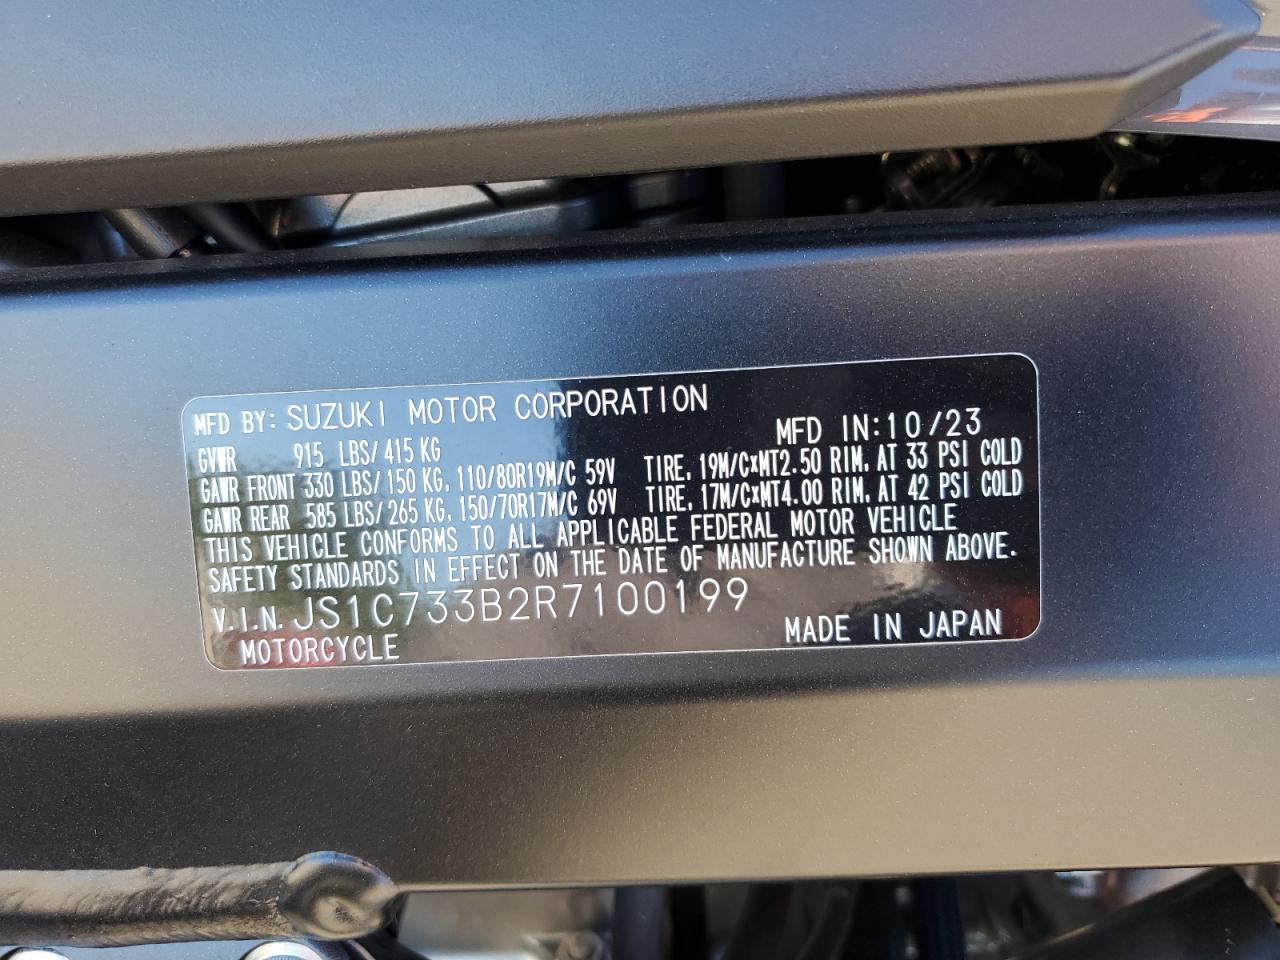 MFD BY: SUZUKI MOTOR CORPORATION
MFD IN: 10/23
GVWR 915 LBS/ 415 KG
GAWR FRONT 330 LBS/ 150 KG, 110/80R19M/C 59V TIRE, 19M/C×MT2.50 RIM, AT 33 PSI COLD
GAWR REAR 585 LBS/ 265 KG, 150/70R17M/C 69V TIRE, 17M/C×MT4.00 RIM, AT 42 PSI COLD
THIS VEHICLE CONFORMS TO ALL APPLICABLE FEDERAL MOTOR VEHICLE
SAFETY STANDARDS IN EFFECT ON THE DATE OF MANUFACTURE SHOWN ABOVE.
V.I.N. JS1C733B2R7100199
MOTORCYCLE MADE IN JAPAN